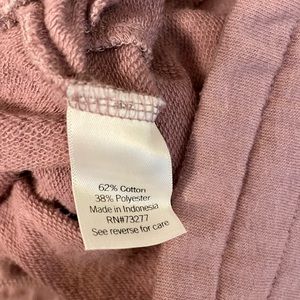 62% Cotton
38% Polyester
Made in Indonesia
RN#73277
See reverse for care